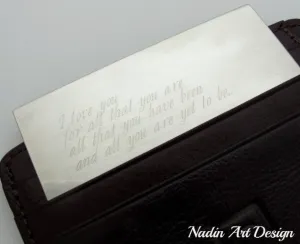 I love you
for all that you are
all that you have been
and all you are yet to be.
Nadin Art Design